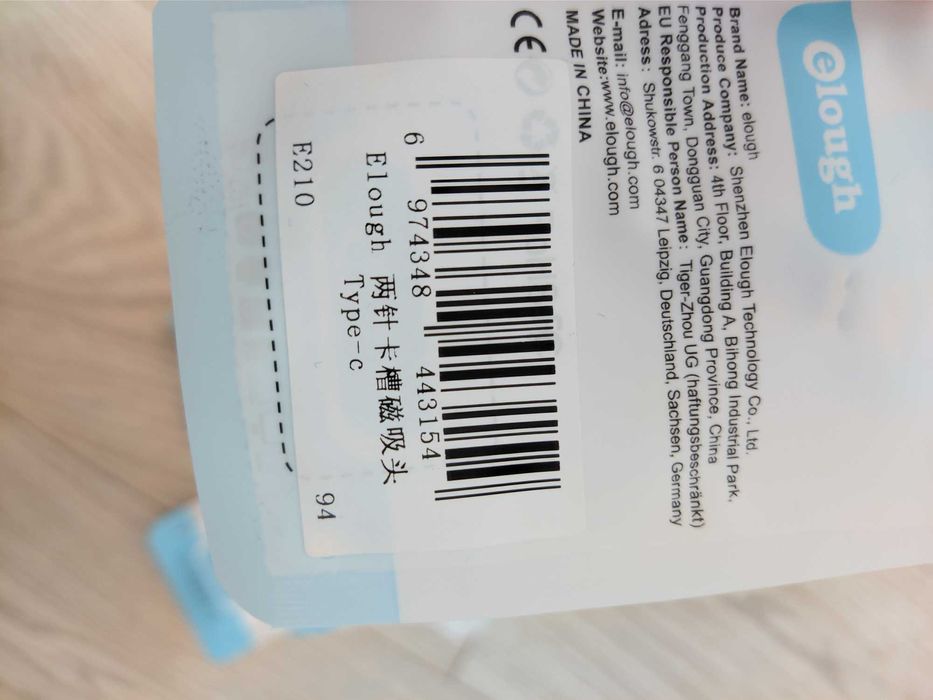 elough
Brand Name: elough
Produce Company: Shenzhen Elough Technology Co., Ltd.
Production Address: 4th Floor, Building A, Bihong Industrial Park,
Fenggang Town, Dongguan City, Guangdong Province, China
EU Responsible Person Name: Tiger-Zhou UG (haftungsbeschränkt)
Adress: Shukowstr. 6 04347 Leipzig, Deutschland, Sachsen, Germany
E-mail: info@elough.com
Website:www.elough.com
MADE IN CHINA
CE
6 974348 443154
Elough 两针卡槽磁吸头
Type-c
E210 94